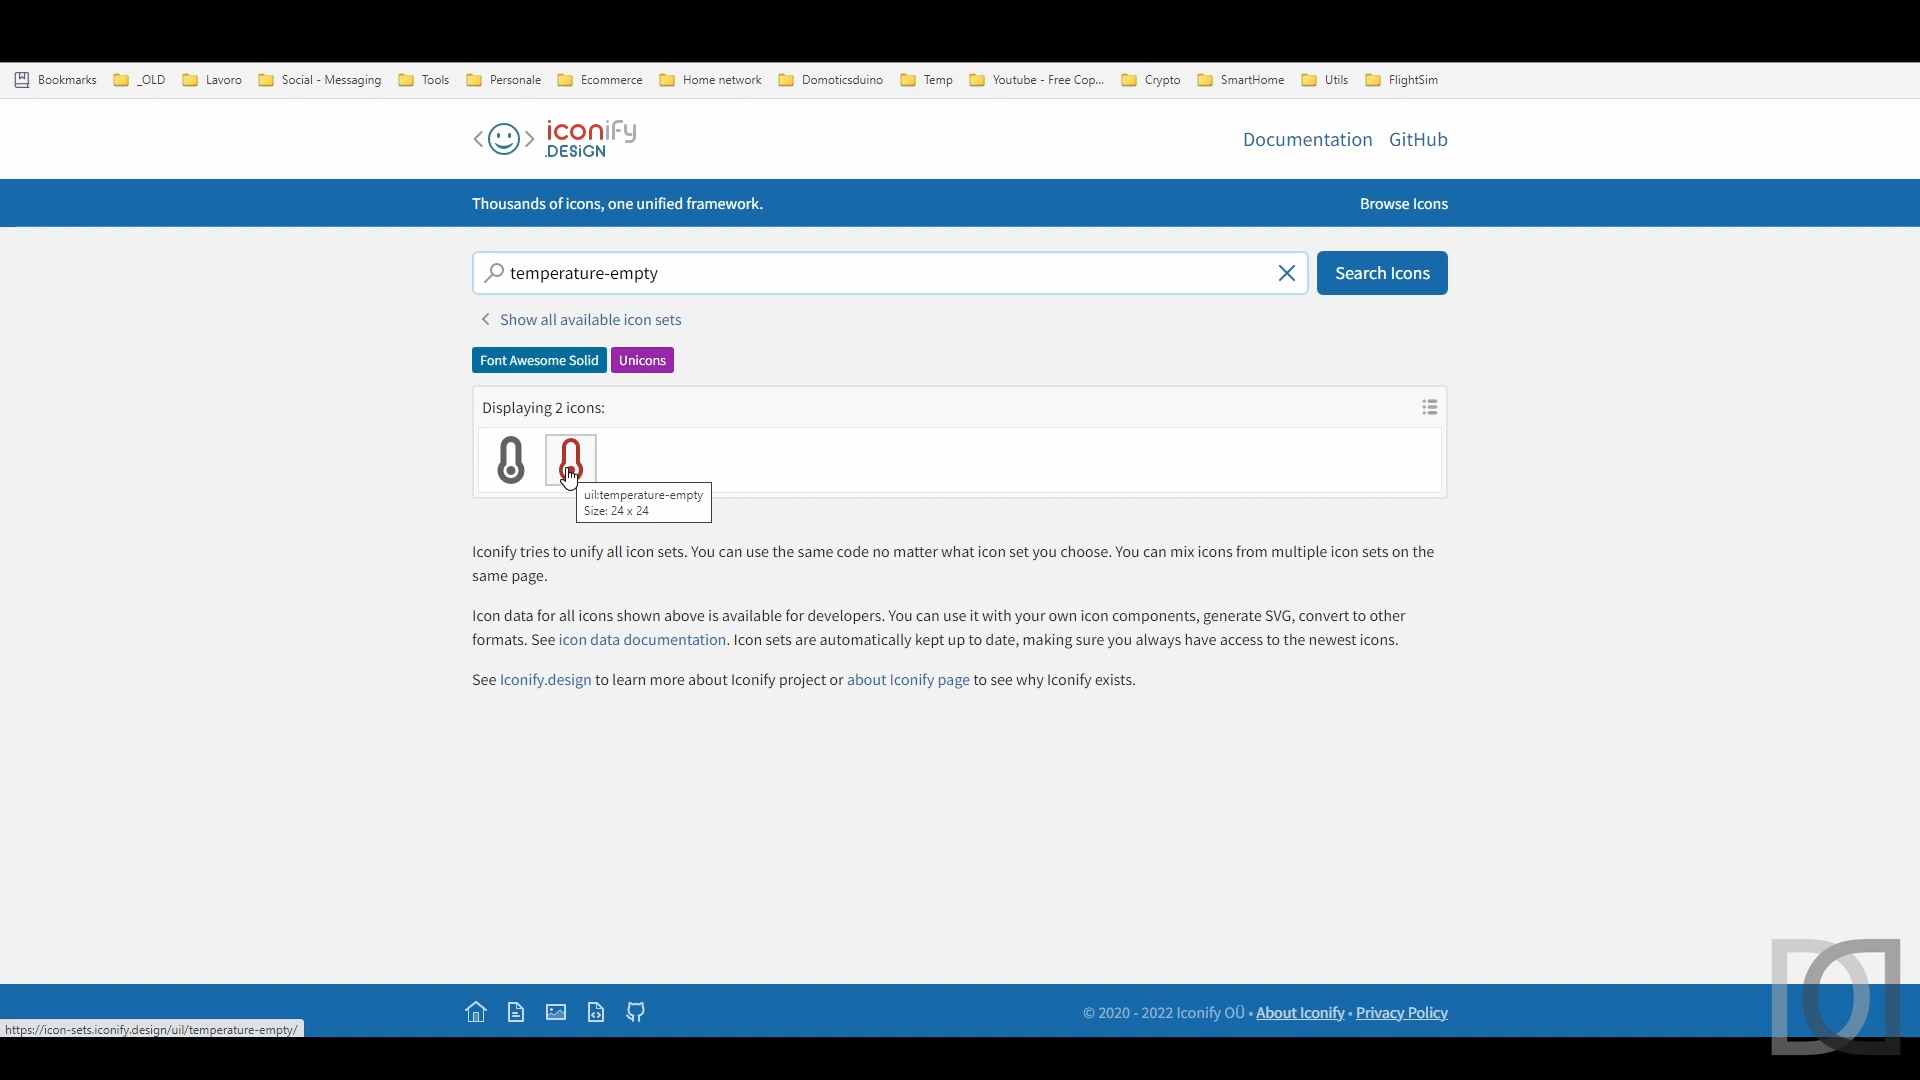 Bookmarks _OLD Lavoro Social - Messaging Tools Personale Ecommerce Home network Domoticsduino Temp Youtube - Free Cop... Crypto SmartHome Utils FlightSim
iconify
.DESiGN
Documentation GitHub
Thousands of icons, one unified framework. Browse Icons
temperature-empty Search Icons
Show all available icon sets
Font Awesome Solid Unicons
Displaying 2 icons:
uil:temperature-empty
Size: 24 x 24
Iconify tries to unify all icon sets. You can use the same code no matter what icon set you choose. You can mix icons from multiple icon sets on the
same page.
Icon data for all icons shown above is available for developers. You can use it with your own icon components, generate SVG, convert to other
formats. See icon data documentation. Icon sets are automatically kept up to date, making sure you always have access to the newest icons.
See Iconify.design to learn more about Iconify project or about Iconify page to see why Iconify exists.
© 2020 - 2022 Iconify OÜ • About Iconify • Privacy Policy
https://icon-sets.iconify.design/uil/temperature-empty/